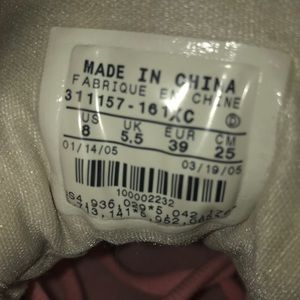 MADE IN CHINA
FABRIQUE EN CHINE
311157-161XC D
US UK EUR CM
8 5.5 39 25
01/14/05 03/19/05
100002232